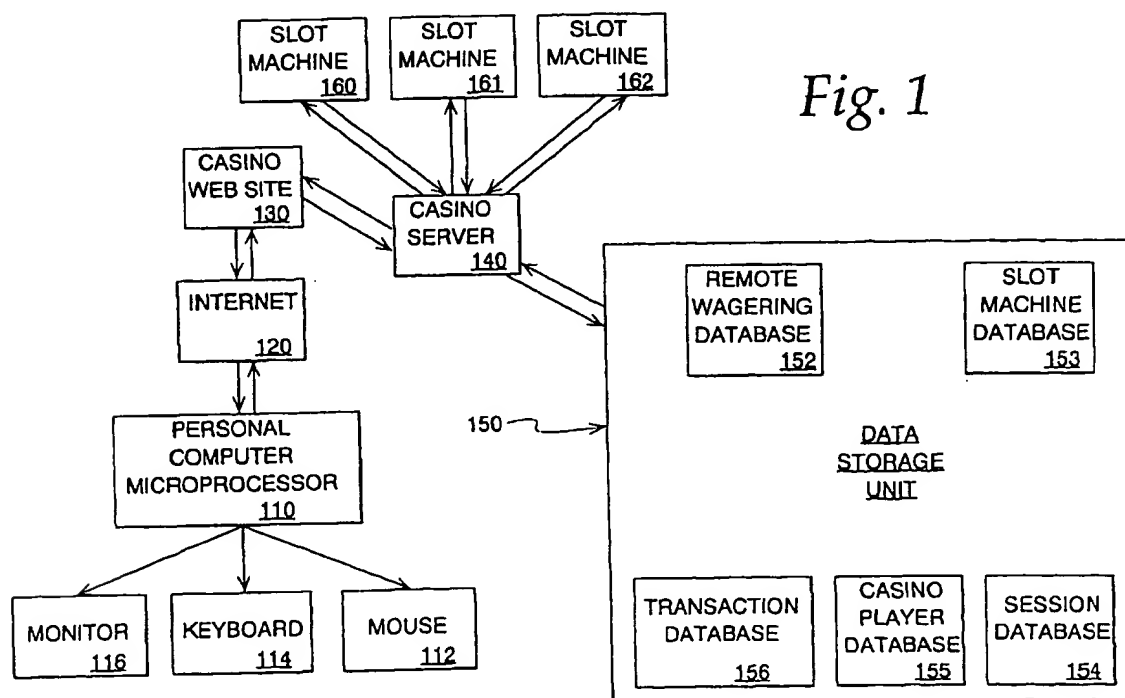 SLOT
MACHINE
160
SLOT
MACHINE
161
SLOT
MACHINE
162
Fig. 1
CASINO
WEB SITE
130
CASINO
SERVER
140
INTERNET
120
REMOTE
WAGERING
DATABASE
152
SLOT
MACHINE
DATABASE
153
PERSONAL
COMPUTER
MICROPROCESSOR
110
150
DATA
STORAGE
UNIT
MONITOR
116
KEYBOARD
114
MOUSE
112
TRANSACTION
DATABASE
156
CASINO
PLAYER
DATABASE
155
SESSION
DATABASE
154